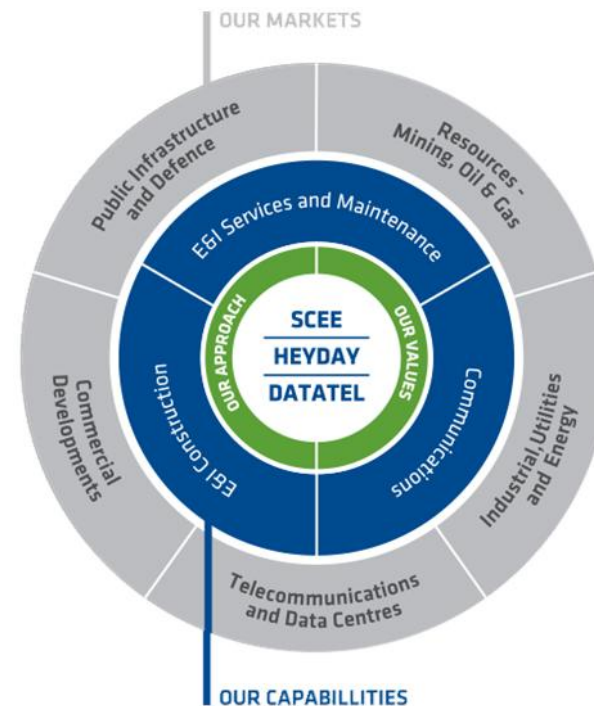 OUR MARKETS
Public Infrastructure
and Defence
Resources -
Mining, Oil & Gas
E&I Services and Maintenance
OUR APPROACH
OUR VALUES
SCEE
HEYDAY
DATATEL
Commercial
Developments
E&I Construction
Communications
Industrial, Utilities
and Energy
Telecommunications
and Data Centres
OUR CAPABILLITIES